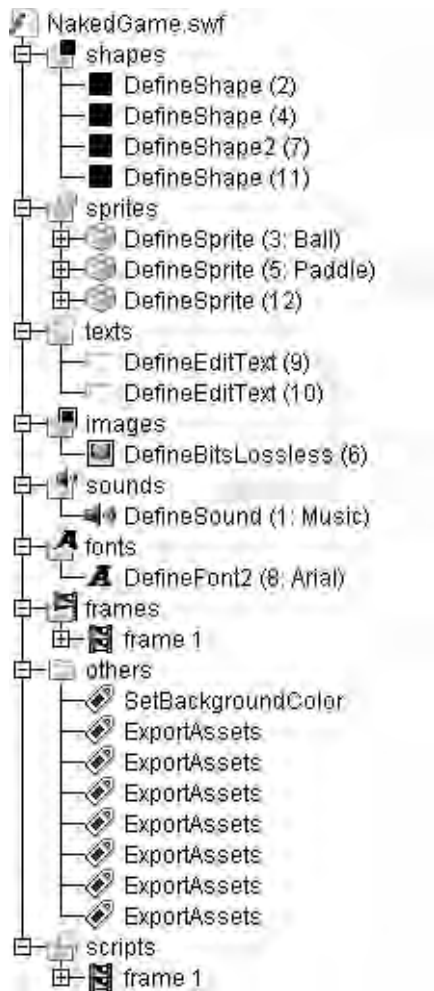 NakedGame.swf
shapes
DefineShape (2)
DefineShape (4)
DefineShape2 (7)
DefineShape (11)
sprites
DefineSprite (3: Ball)
DefineSprite (5: Paddle)
DefineSprite (12)
texts
DefineEditText (9)
DefineEditText (10)
images
DefineBitsLossless (6)
sounds
DefineSound (1: Music)
fonts
DefineFont2 (8: Arial)
frames
frame 1
others
SetBackgroundColor
ExportAssets
ExportAssets
ExportAssets
ExportAssets
ExportAssets
ExportAssets
ExportAssets
scripts
frame 1